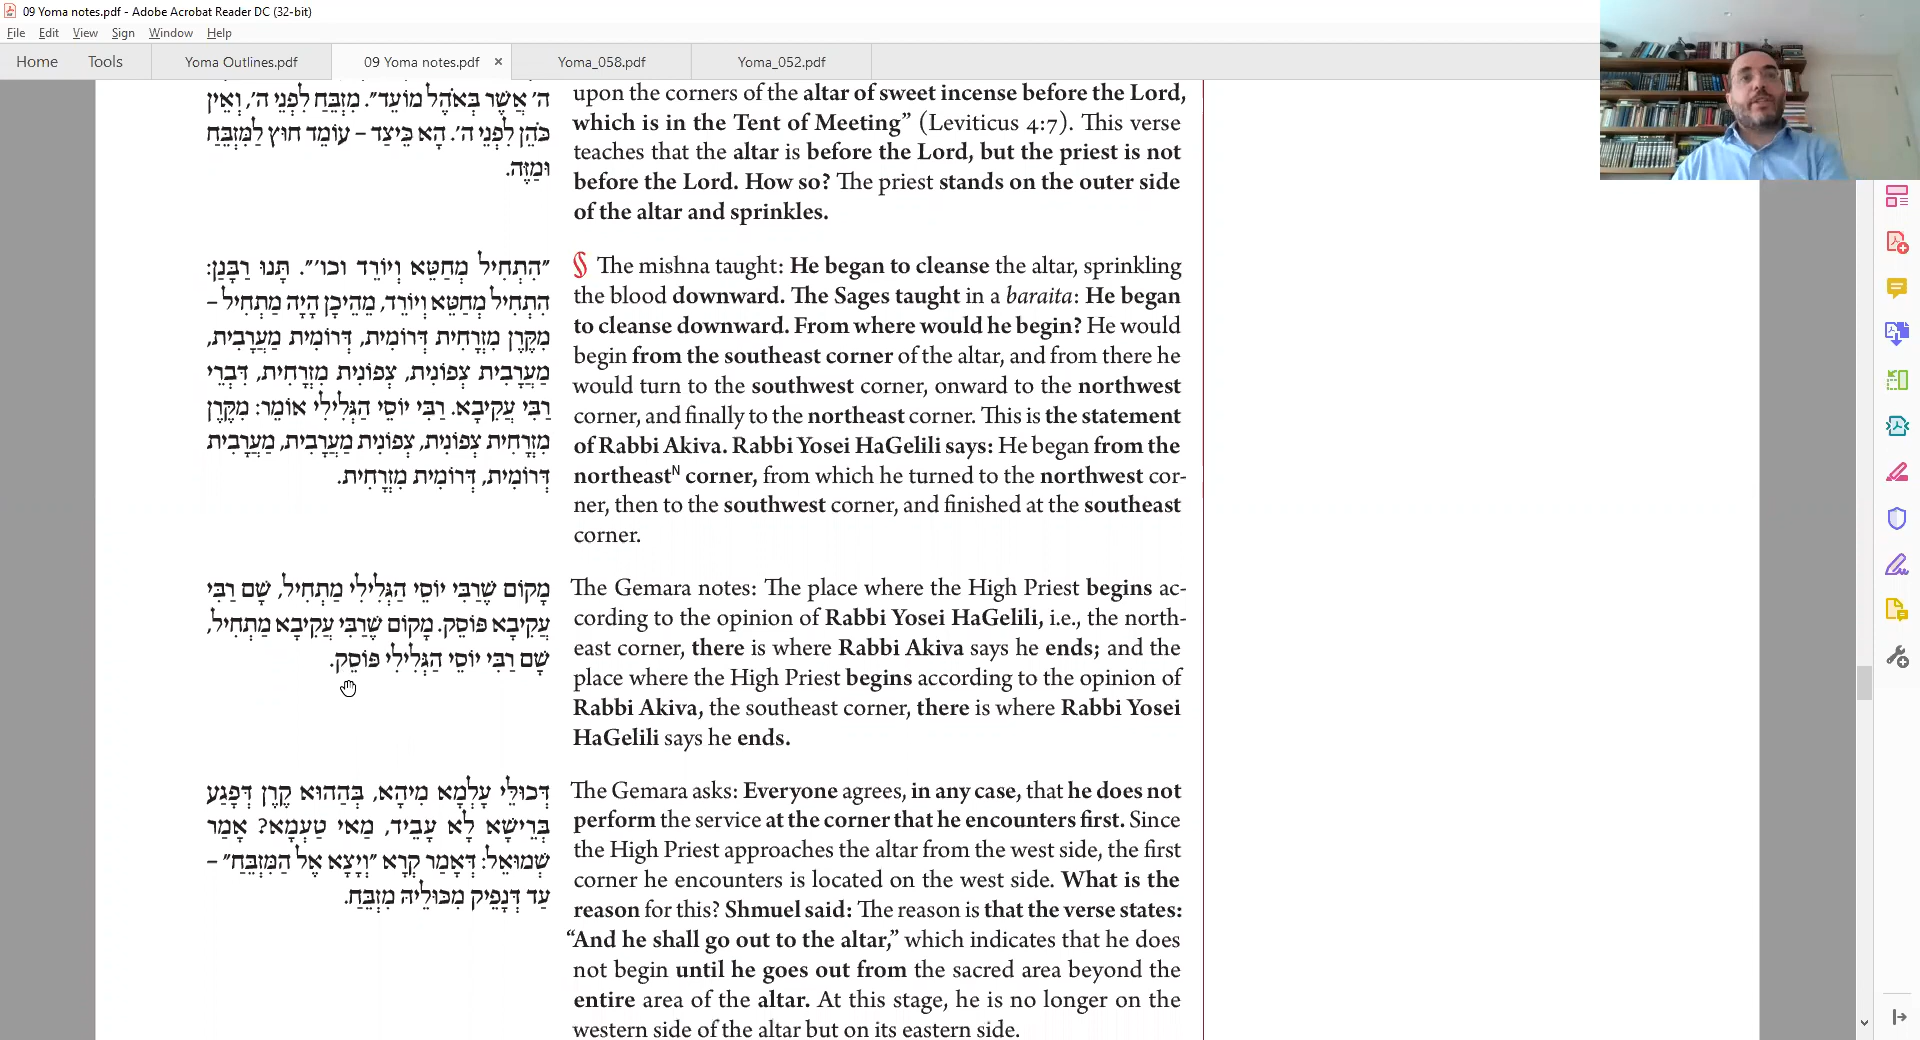 09 Yoma notes.pdf - Adobe Acrobat Reader DC (32-bit)
File Edit View Sign Window Help
Home Tools Yoma Outlines.pdf 09 Yoma notes.pdf × Yoma_058.pdf Yoma_052.pdf
ה׳ אֲשֶׁר בְּאֹהֶל מוֹעֵד״. מִזְבֵּחַ לִפְנֵי ה׳, וְאֵין
כֹּהֵן לִפְנֵי ה׳. הָא כֵּיצַד – עוֹמֵד חוּץ לַמִּזְבֵּחַ
וּמַזֶּה.
upon the corners of the altar of sweet incense before the Lord,
which is in the Tent of Meeting” (Leviticus 4:7). This verse
teaches that the altar is before the Lord, but the priest is not
before the Lord. How so? The priest stands on the outer side
of the altar and sprinkles.
״הִתְחִיל מְחַטֵּא וְיוֹרֵד וכו׳״. תָּנוּ רַבָּנַן:
הִתְחִיל מְחַטֵּא וְיוֹרֵד, מֵהֵיכָן הָיָה מַתְחִיל –
מִקֶּרֶן מִזְרָחִית דְּרוֹמִית, דְּרוֹמִית מַעֲרָבִית,
מַעֲרָבִית צְפוֹנִית, צְפוֹנִית מִזְרָחִית, דִּבְרֵי
רַבִּי עֲקִיבָא. רַבִּי יוֹסֵי הַגְּלִילִי אוֹמֵר: מִקֶּרֶן
מִזְרָחִית צְפוֹנִית, צְפוֹנִית מַעֲרָבִית, מַעֲרָבִית
דְּרוֹמִית, דְּרוֹמִית מִזְרָחִית.
§ The mishna taught: He began to cleanse the altar, sprinkling
the blood downward. The Sages taught in a baraita: He began
to cleanse downward. From where would he begin? He would
begin from the southeast corner of the altar, and from there he
would turn to the southwest corner, onward to the northwest
corner, and finally to the northeast corner. This is the statement
of Rabbi Akiva. Rabbi Yosei HaGelili says: He began from the
northeastN corner, from which he turned to the northwest cor-
ner, then to the southwest corner, and finished at the southeast
corner.
מָקוֹם שֶׁרַבִּי יוֹסֵי הַגְּלִילִי מַתְחִיל, שָׁם רַבִּי
עֲקִיבָא פּוֹסֵק. מָקוֹם שֶׁרַבִּי עֲקִיבָא מַתְחִיל,
שָׁם רַבִּי יוֹסֵי הַגְּלִילִי פּוֹסֵק.
The Gemara notes: The place where the High Priest begins ac-
cording to the opinion of Rabbi Yosei HaGelili, i.e., the north-
east corner, there is where Rabbi Akiva says he ends; and the
place where the High Priest begins according to the opinion of
Rabbi Akiva, the southeast corner, there is where Rabbi Yosei
HaGelili says he ends.
דְּכוּלֵּי עָלְמָא מִיהָא, בְּהַהוּא קֶרֶן דְּפָגַע
בְּרֵישָׁא לָא עָבֵיד, מַאי טַעְמָא? אָמַר
שְׁמוּאֵל: דְּאָמַר קְרָא ״וְיָצָא אֶל הַמִּזְבֵּחַ״ –
עַד דְּנָפֵיק מִכּוּלֵּיהּ מִזְבֵּחַ.
The Gemara asks: Everyone agrees, in any case, that he does not
perform the service at the corner that he encounters first. Since
the High Priest approaches the altar from the west side, the first
corner he encounters is located on the west side. What is the
reason for this? Shmuel said: The reason is that the verse states:
“And he shall go out to the altar,” which indicates that he does
not begin until he goes out from the sacred area beyond the
entire area of the altar. At this stage, he is no longer on the
western side of the altar but on its eastern side.